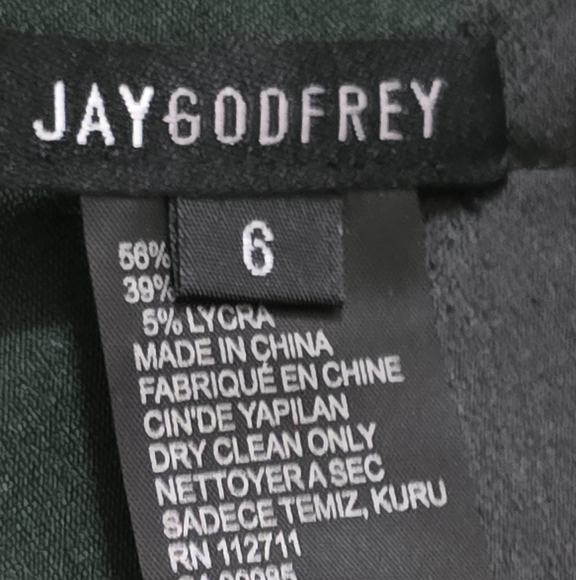 JAYGODFREY
6
56%
39%
5% LYCRA
MADE IN CHINA
FABRIQUÉ EN CHINE
CIN'DE YAPILAN
DRY CLEAN ONLY
NETTOYER A SEC
SADECE TEMIZ, KURU
RN 112711